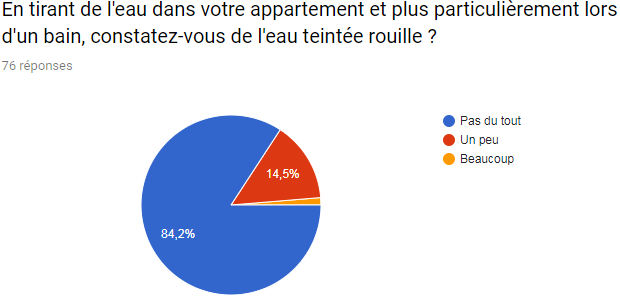 En tirant de l'eau dans votre appartement et plus particulièrement lors
d'un bain, constatez-vous de l'eau teintée rouille ?
76 réponses
Pas du tout
Un peu
Beaucoup
14,5%
84,2%